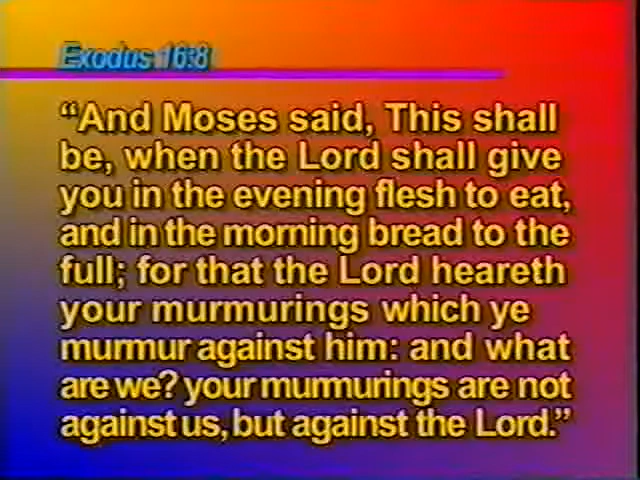 Exodus 16:8
“And Moses said, This shall
be, when the Lord shall give
you in the evening flesh to eat,
and in the morning bread to the
full; for that the Lord heareth
your murmurings which ye
murmur against him: and what
are we? your murmurings are not
against us, but against the Lord.”